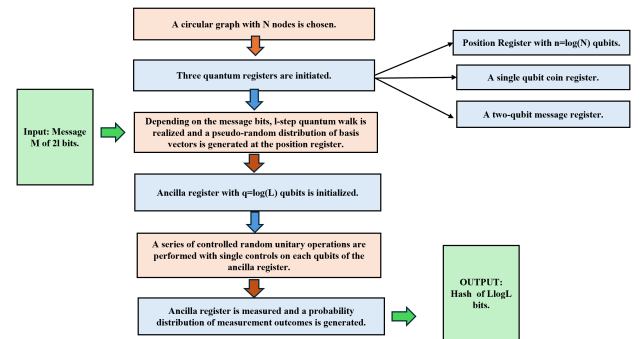 A circular graph with N nodes is chosen.
Three quantum registers are initiated.
Position Register with n=log(N) qubits.
A single qubit coin register.
A two-qubit message register.
Input: Message
M of 2l bits.
Depending on the message bits, l-step quantum walk is
realized and a pseudo-random distribution of basis
vectors is generated at the position register.
Ancilla register with q=log(L) qubits is initialized.
A series of controlled random unitary operations are
performed with single controls on each qubits of the
ancilla register.
Ancilla register is measured and a probability
distribution of measurement outcomes is generated.
OUTPUT:
Hash of LlogL
bits.